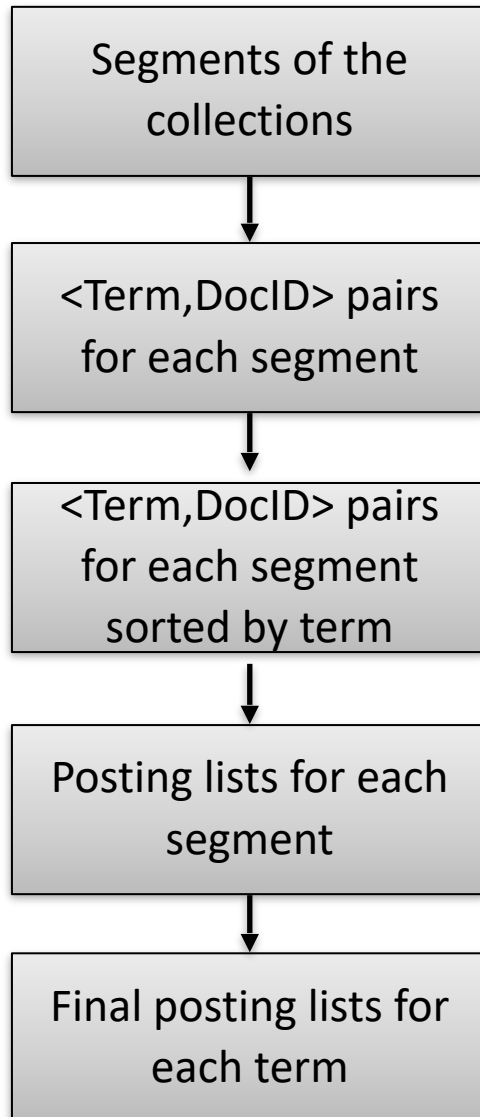 Segments of the
collections
<Term,DocID> pairs
for each segment
<Term,DocID> pairs
for each segment
sorted by term
Posting lists for each
segment
Final posting lists for
each term